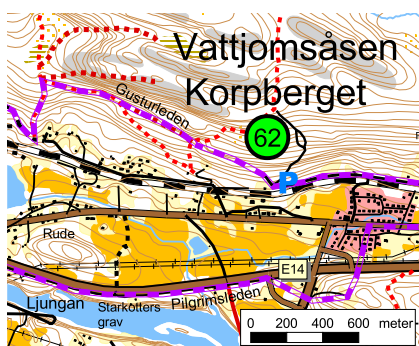 Vattjomsåsen
Korpberget
Gusturleden
62
P
Rude
E14
Ljungan
Pilgrimsleden
Starkotters
grav
0 200 400 600 meter